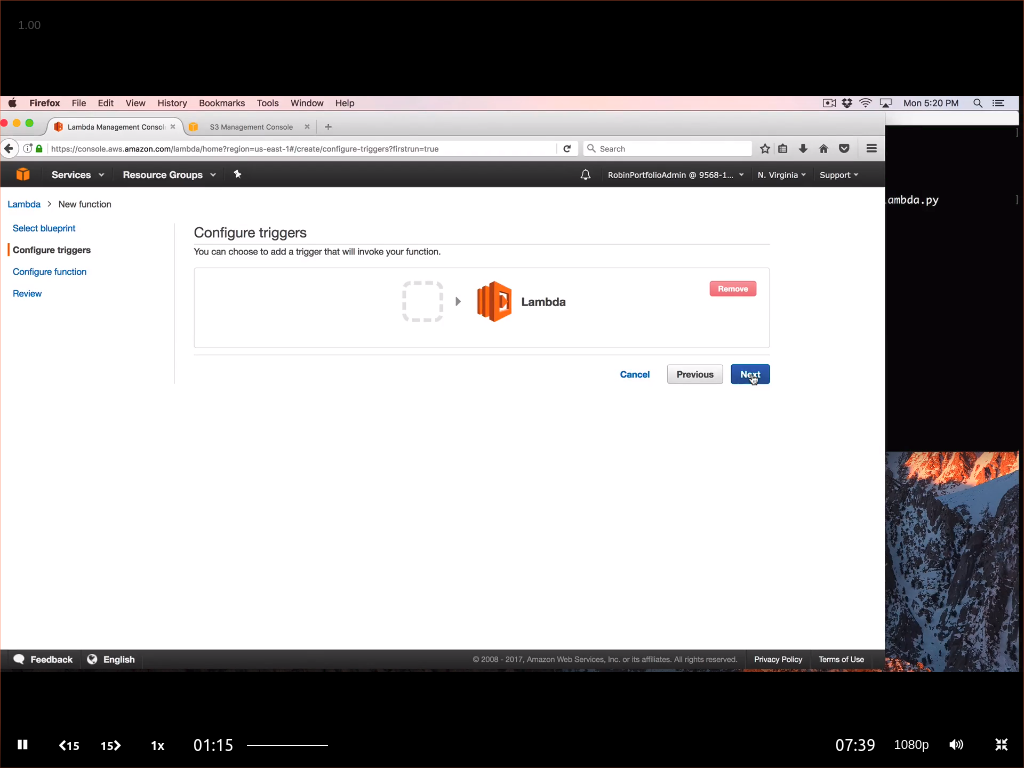 1.00
Firefox File Edit View History Bookmarks Tools Window Help Mon 5:20 PM
Lambda Management Consol × S3 Management Console × +
https://console.aws.amazon.com/lambda/home?region=us-east-1#/create/configure-triggers?firstrun=true Search
Services Resource Groups RobinPortfolioAdmin @ 9568-1... N. Virginia Support
ambda.py
Lambda > New function
Select blueprint
Configure triggers
Configure function
Review
Configure triggers
You can choose to add a trigger that will invoke your function.
Lambda
Remove
Cancel Previous Next
Feedback English © 2008 - 2017, Amazon Web Services, Inc. or its affiliates. All rights reserved. Privacy Policy Terms of Use
15 15 1x 01:15 07:39 1080p